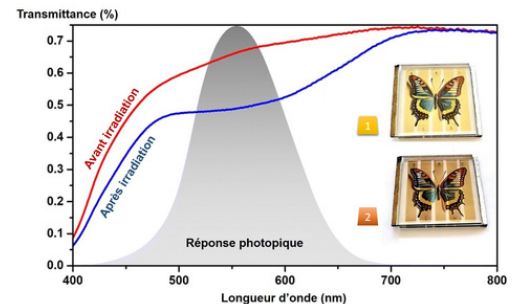 Transmittance (%)
0.7
0.6
0.5
0.4
0.3
0.2
0.1
0.0
Avant irradiation
Après irradiation
Réponse photopique
1
2
400 500 600 700 800
Longueur d'onde (nm)